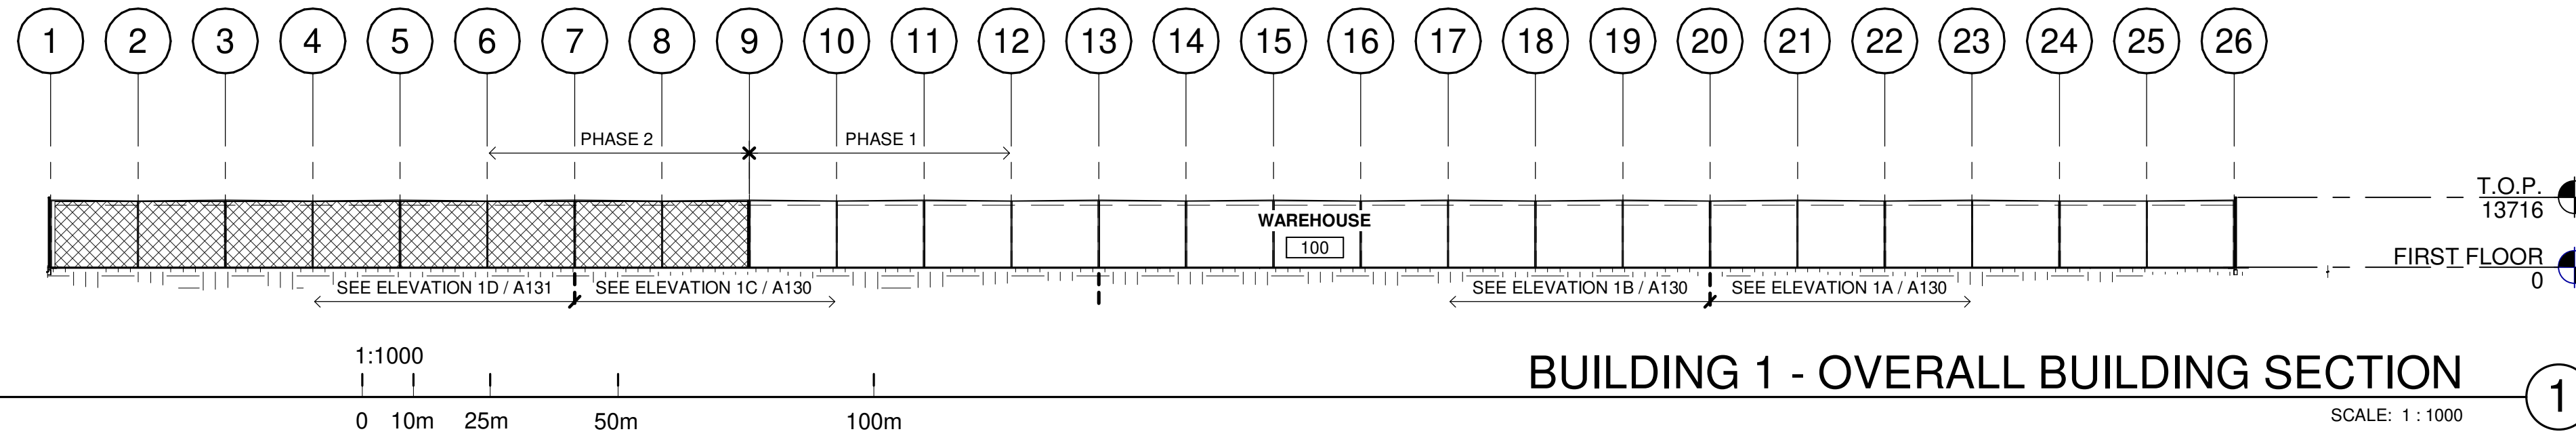 1 2 3 4 5 6 7 8 9 10 11 12 13 14 15 16 17 18 19 20 21 22 23 24 25 26
PHASE 2 PHASE 1
T.O.P.
13716
WAREHOUSE
100
FIRST FLOOR
0
SEE ELEVATION 1D / A131 SEE ELEVATION 1C / A130 SEE ELEVATION 1B / A130 SEE ELEVATION 1A / A130
1:1000
0 10m 25m 50m 100m
BUILDING 1 - OVERALL BUILDING SECTION
1
SCALE: 1 : 1000